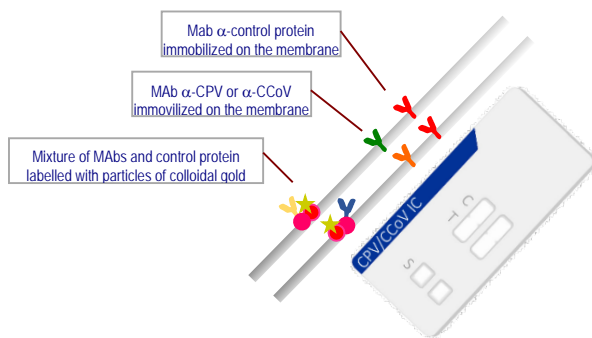 Mab α-control protein
immobilized on the membrane
MAb α-CPV or α-CCoV
immovilized on the membrane
Mixture of MAbs and control protein
labelled with particles of colloidal gold
CPV/CCoV IC
C
T
S